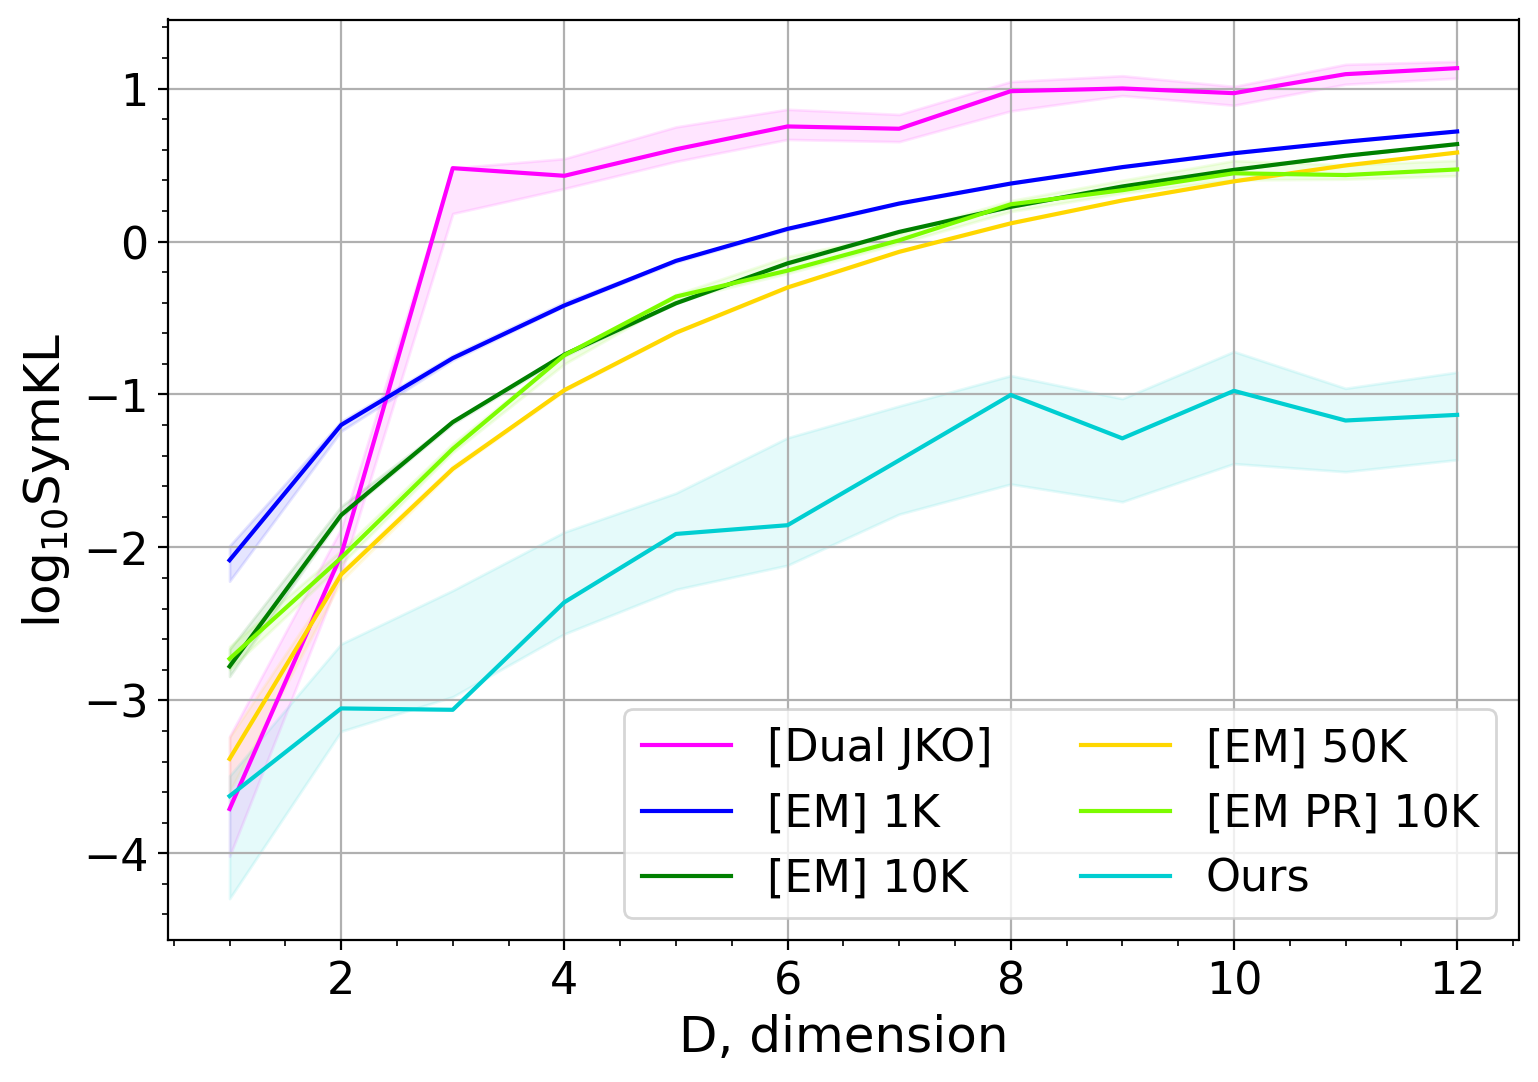 1
0
−1
−2
−3
−4
log₁₀SymKL
[Dual JKO]
[EM] 1K
[EM] 10K
[EM] 50K
[EM PR] 10K
Ours
2 4 6 8 10 12
D, dimension